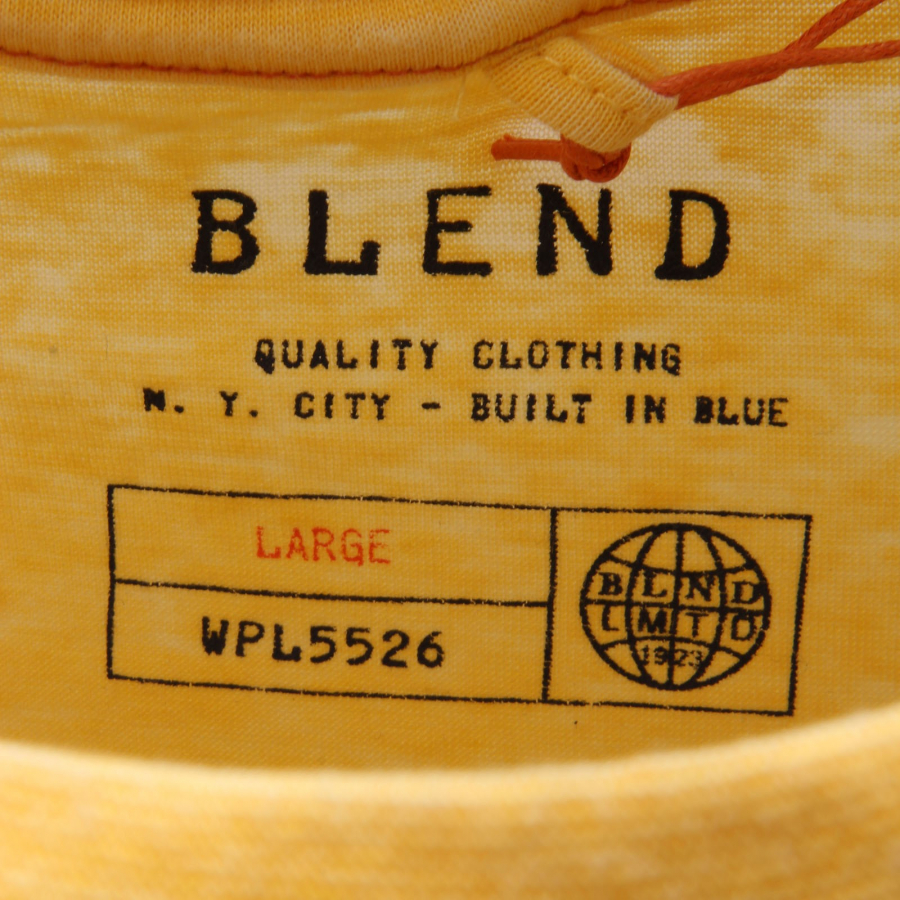 BLEND
QUALITY CLOTHING
N. Y. CITY - BUILT IN BLUE
LARGE
WPL5526
BLND
LMTD
1923